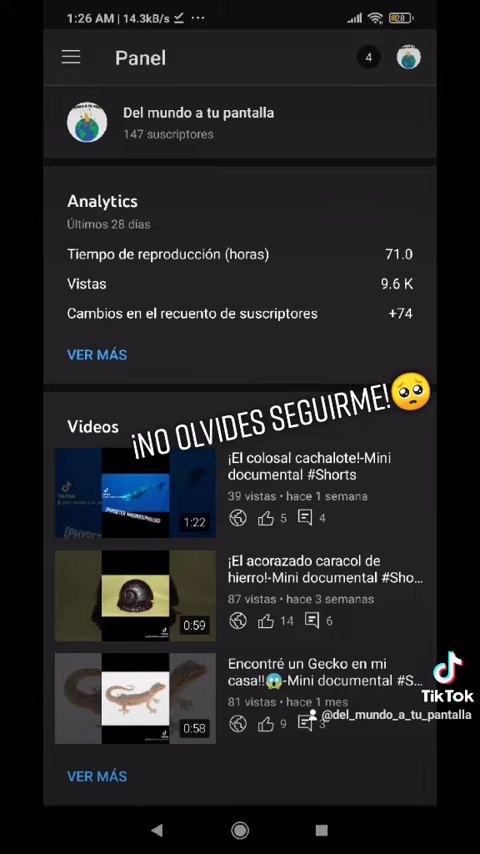 1:26 AM | 14.3kB/s
28
Panel
4
Del mundo a tu pantalla
147 suscriptores
Analytics
Últimos 28 días
Tiempo de reproducción (horas) 71.0
Vistas 9.6 K
Cambios en el recuento de suscriptores +74
VER MÁS
¡NO OLVIDES SEGUIRME!
Videos
¡El colosal cachalote!-Mini
documental #Shorts
39 vistas • hace 1 semana
5 4
TikTok
1:22
¡El acorazado caracol de
hierro!-Mini documental #Sho...
87 vistas • hace 3 semanas
14 6
0:59
Encontré un Gecko en mi
casa!!-Mini documental #S...
81 vistas • hace 1 mes
9 3
0:58
TikTok
@del_mundo_a_tu_pantalla
VER MÁS